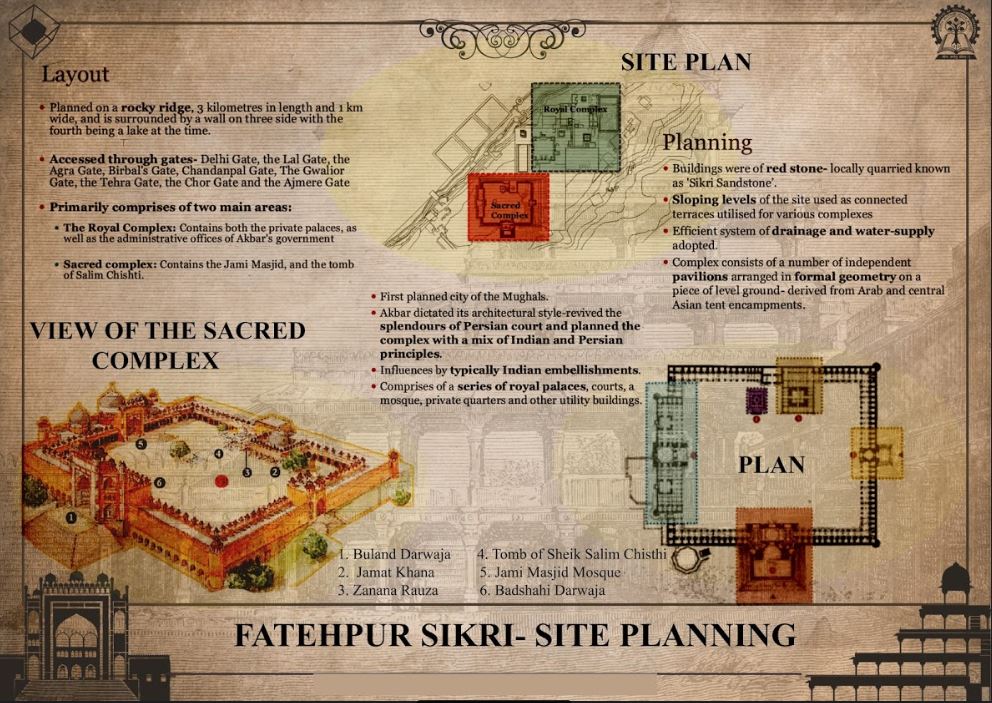 SITE PLAN
Layout
• Planned on a rocky ridge, 3 kilometres in length and 1 km
wide, and is surrounded by a wall on three side with the
fourth being a lake at the time.
• Accessed through gates- Delhi Gate, the Lal Gate, the
Agra Gate, Birbal's Gate, Chandanpal Gate, The Gwalior
Gate, the Tehra Gate, the Chor Gate and the Ajmere Gate
• Primarily comprises of two main areas:
• The Royal Complex: Contains both the private palaces, as
well as the administrative offices of Akbar's government
• Sacred complex: Contains the Jami Masjid, and the tomb
of Salim Chishti.
Royal Complex
Sacred
Complex
Planning
• Buildings were of red stone- locally quarried known
as 'Sikri Sandstone'.
• Sloping levels of the site used as connected
terraces utilised for various complexes
• Efficient system of drainage and water-supply
adopted.
• Complex consists of a number of independent
pavilions arranged in formal geometry on a
piece of level ground- derived from Arab and central
Asian tent encampments.
• First planned city of the Mughals.
• Akbar dictated its architectural style-revived the
splendours of Persian court and planned the
complex with a mix of Indian and Persian
principles.
• Influences by typically Indian embellishments.
• Comprises of a series of royal palaces, courts, a
mosque, private quarters and other utility buildings.
VIEW OF THE SACRED
COMPLEX
5
4
3
2
6
1
PLAN
1. Buland Darwaja
2. Jamat Khana
3. Zanana Rauza
4. Tomb of Sheik Salim Chisthi
5. Jami Masjid Mosque
6. Badshahi Darwaja
FATEHPUR SIKRI- SITE PLANNING